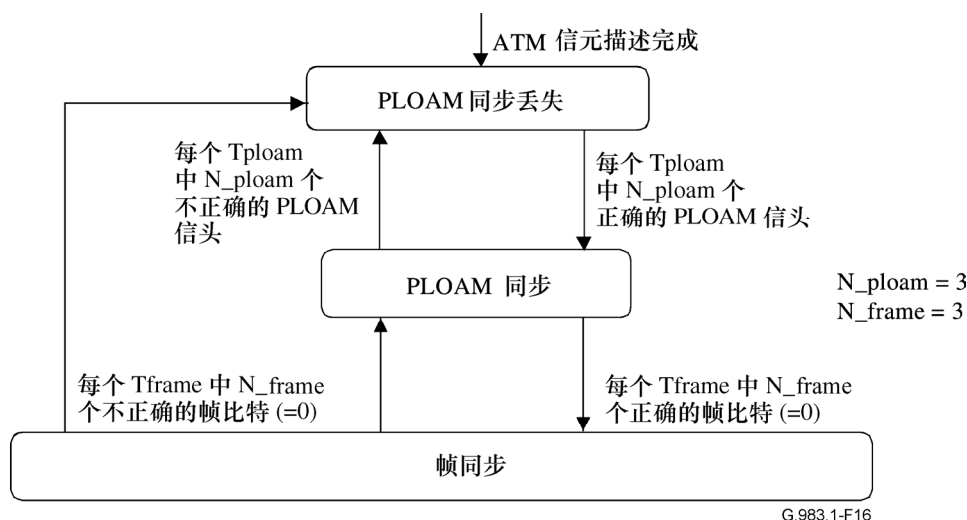 ATM 信元描述完成
PLOAM 同步丢失
每个 Tploam
中 N_ploam 个
不正确的 PLOAM
信头
每个 Tploam
中 N_ploam 个
正确的 PLOAM 信头
PLOAM 同步
N_ploam = 3
N_frame = 3
每个 Tframe 中 N_frame
个不正确的帧比特 (=0)
每个 Tframe 中 N_frame
个正确的帧比特 (=0)
帧同步
G.983.1-F16